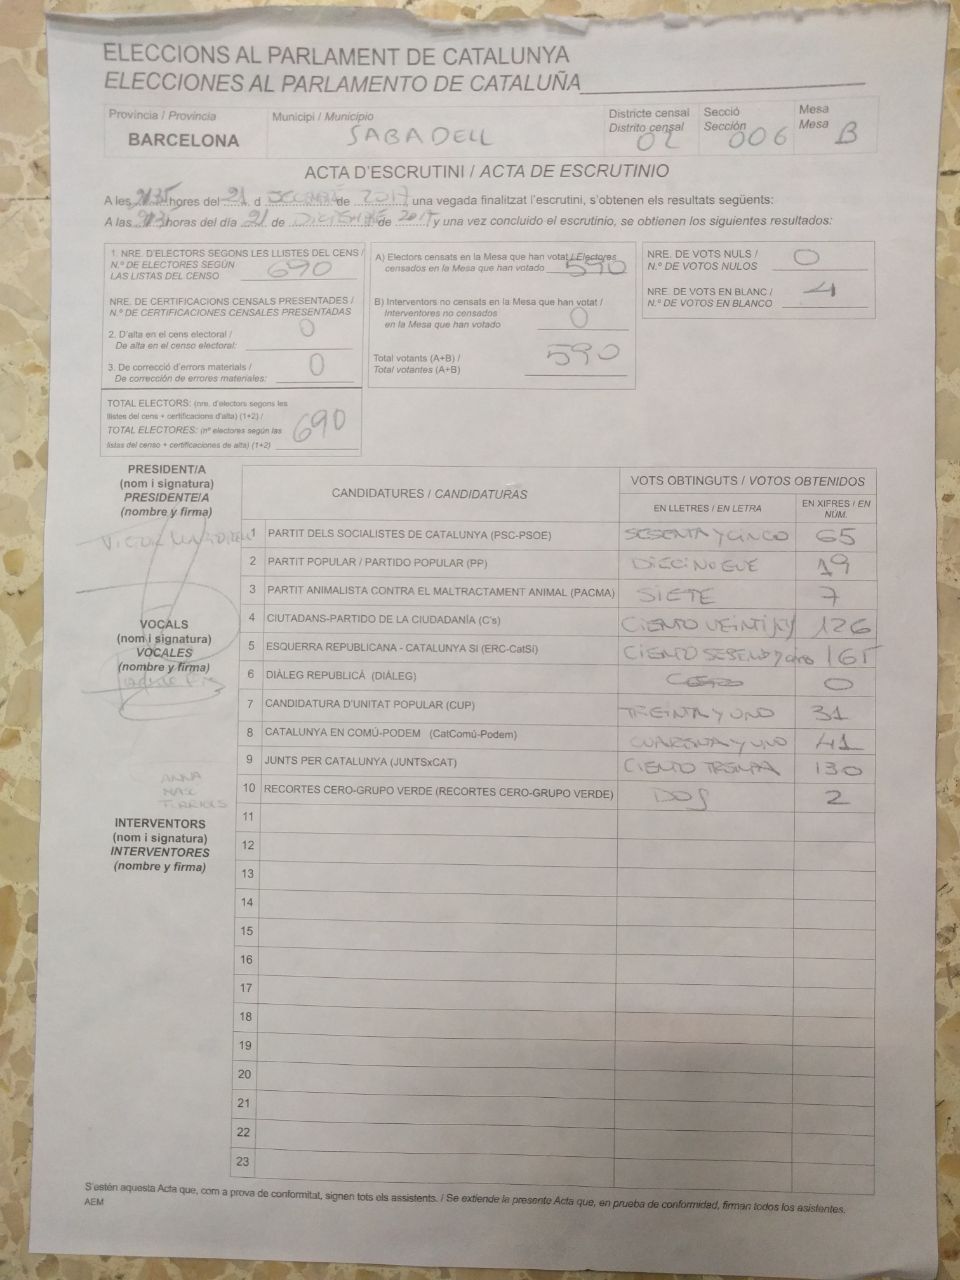 ELECCIONS AL PARLAMENT DE CATALUNYA
ELECCIONES AL PARLAMENTO DE CATALUÑA
Província / Provincia
BARCELONA
Municipi / Municipio
SABADELL
Districte censal
Distrito censal
02
Secció
Sección
006
Mesa
Mesa
B
ACTA D'ESCRUTINI / ACTA DE ESCRUTINIO
A les hores del 21 d de 2017 una vegada finalitzat l'escrutini, s'obtenen els resultats següents:
A las horas del día 21 de DICIEMBRE de 2017 y una vez concluido el escrutinio, se obtienen los siguientes resultados:
1. NRE. D'ELECTORS SEGONS LES LLISTES DEL CENS /
N.º DE ELECTORES SEGÚN
LAS LISTAS DEL CENSO
690
NRE. DE CERTIFICACIONS CENSALS PRESENTADES /
N.º DE CERTIFICACIONES CENSALES PRESENTADAS
2. D'alta en el cens electoral /
De alta en el censo electoral:
0
3. De correcció d'errors materials /
De corrección de errores materiales:
0
TOTAL ELECTORS: (nre. d'electors segons les
llistes del cens + certificacions d'alta) (1+2) /
TOTAL ELECTORES: (nº electores según las
listas del censo + certificaciones de alta) (1+2)
690
A) Electors censats en la Mesa que han votat / Electores
censados en la Mesa que han votado
590
B) Interventors no censats en la Mesa que han votat /
Interventores no censados
en la Mesa que han votado
0
Total votants (A+B) /
Total votantes (A+B)
590
NRE. DE VOTS NULS /
N.º DE VOTOS NULOS
0
NRE. DE VOTS EN BLANC /
N.º DE VOTOS EN BLANCO
4
PRESIDENT/A
(nom i signatura)
PRESIDENTE/A
(nombre y firma)
VICTOR
VOCALS
(nom i signatura)
VOCALES
(nombre y firma)
ANNA
INTERVENTORS
(nom i signatura)
INTERVENTORES
(nombre y firma)
CANDIDATURES / CANDIDATURAS
VOTS OBTINGUTS / VOTOS OBTENIDOS
EN LLETRES / EN LETRA
EN XIFRES / EN NÚM.
1 PARTIT DELS SOCIALISTES DE CATALUNYA (PSC-PSOE) SESENTA Y CINCO 65
2 PARTIT POPULAR / PARTIDO POPULAR (PP) DIECINUEVE 19
3 PARTIT ANIMALISTA CONTRA EL MALTRACTAMENT ANIMAL (PACMA) SIETE 7
4 CIUTADANS-PARTIDO DE LA CIUDADANÍA (C's) CIENTO 126
5 ESQUERRA REPUBLICANA - CATALUNYA SI (ERC-CatSí) CIENTO 165
6 DIÀLEG REPUBLICÀ (DIÀLEG) 0
7 CANDIDATURA D'UNITAT POPULAR (CUP) TREINTA Y UNO 31
8 CATALUNYA EN COMÚ-PODEM (CatComú-Podem) CUARENTA Y UNO 41
9 JUNTS PER CATALUNYA (JUNTSxCAT) CIENTO TREINTA 130
10 RECORTES CERO-GRUPO VERDE (RECORTES CERO-GRUPO VERDE) DOS 2
11
12
13
14
15
16
17
18
19
20
21
22
23
S'estén aquesta Acta que, com a prova de conformitat, signen tots els assistents. / Se extiende la presente Acta que, en prueba de conformidad, firman todos los asistentes.
AEM